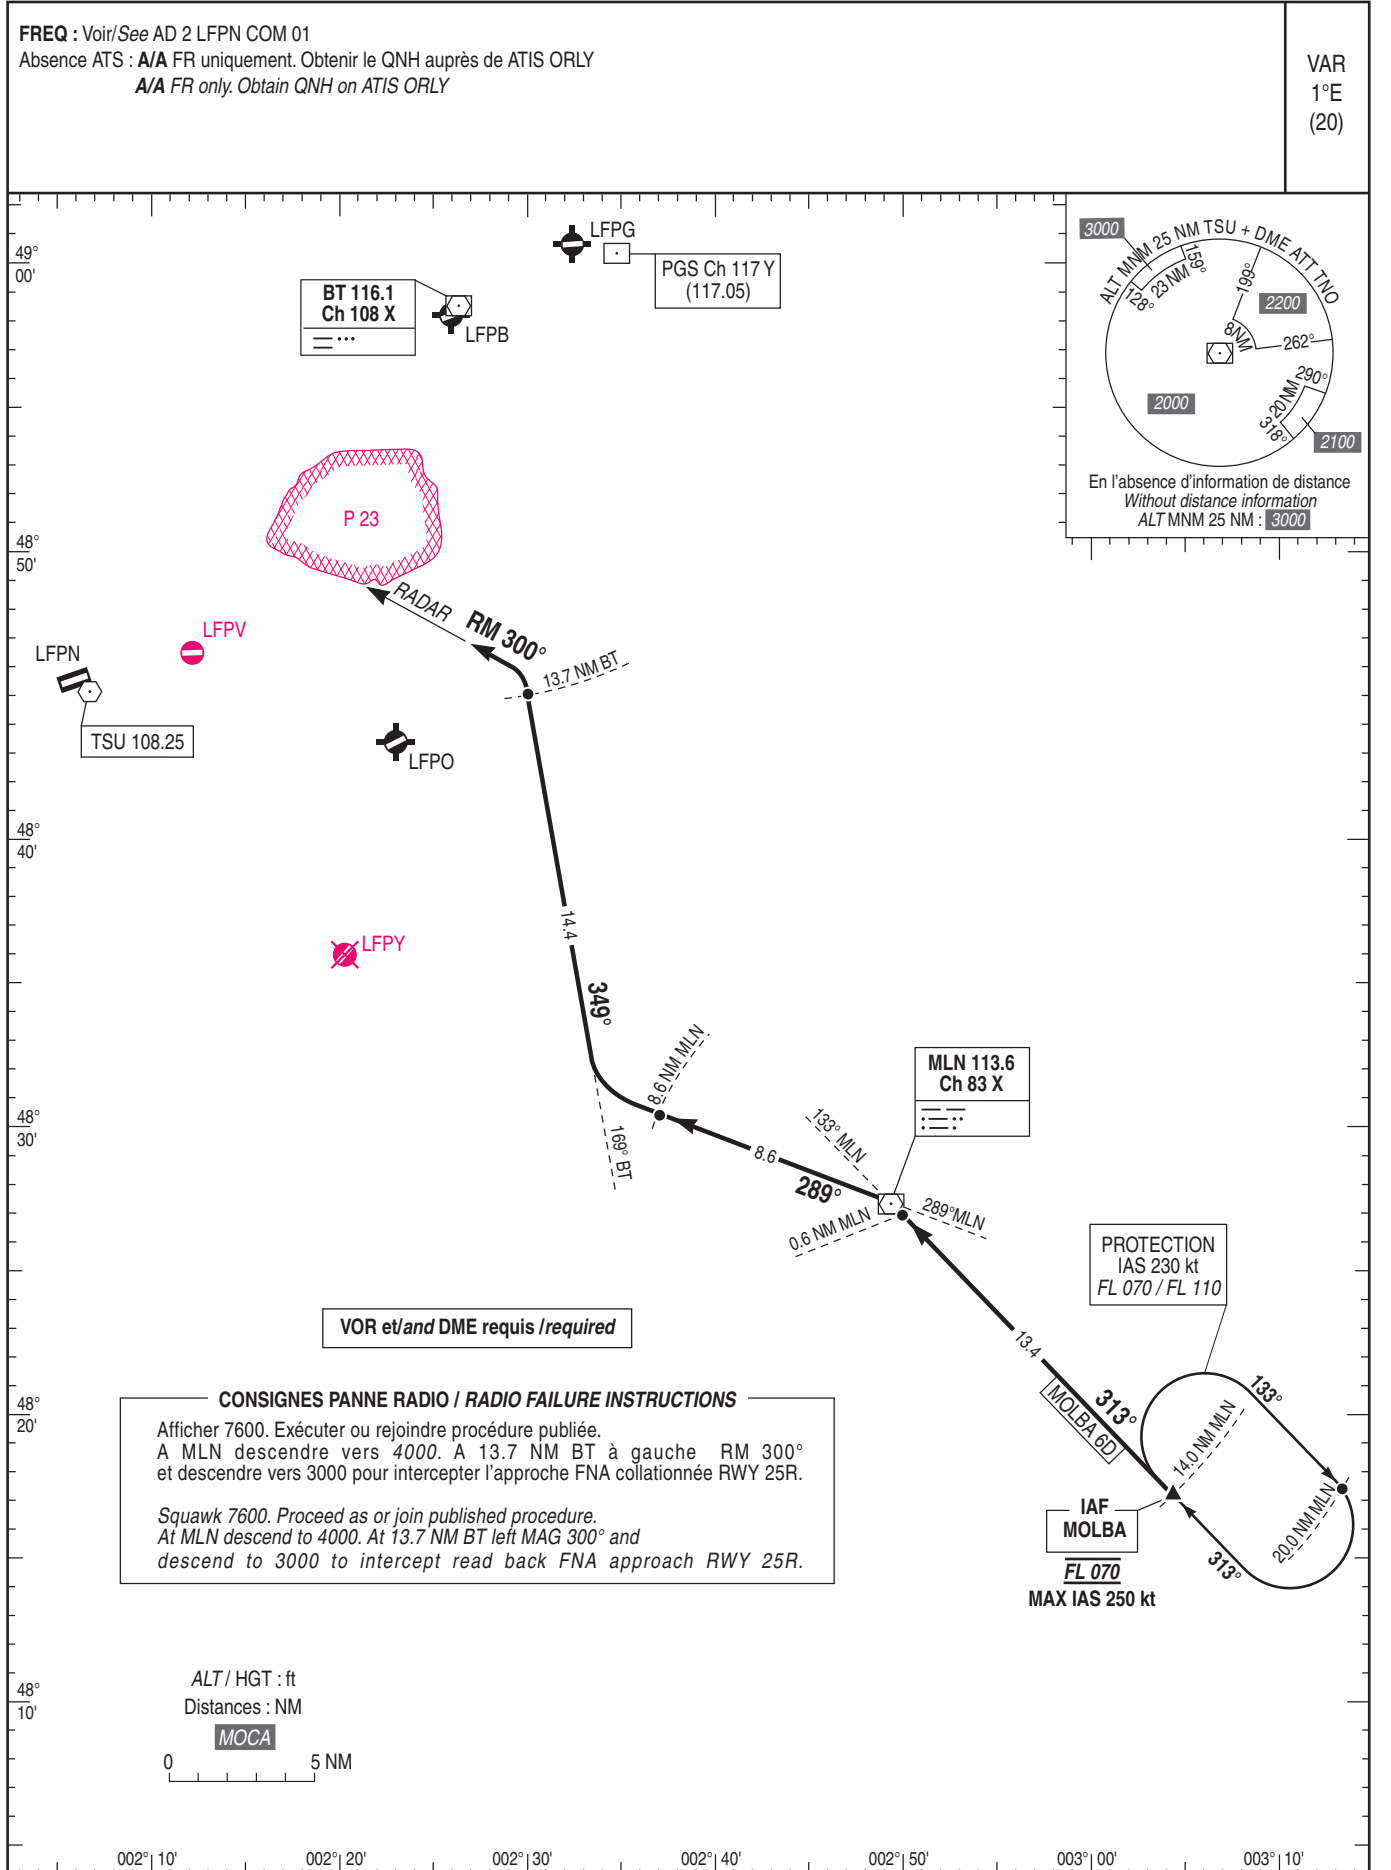 FREQ : Voir/See AD 2 LFPN COM 01
Absence ATS : A/A FR uniquement. Obtenir le QNH auprès de ATIS ORLY
A/A FR only. Obtain QNH on ATIS ORLY
VAR
1°E
(20)
49°
00'
LFPG
PGS Ch 117 Y
(117.05)
BT 116.1
Ch 108 X
LFPB
ALT MNM 25 NM TSU + DME ATT TNO
3000
159°
23 NM
128°
199°
2200
8NM
262°
2000
290°
20 NM
318°
2100
En l'absence d'information de distance
Without distance information
ALT MNM 25 NM : 3000
P 23
48°
50'
RADAR
RM 300°
LFPV
LFPN
13.7 NM BT
TSU 108.25
LFPO
48°
40'
14.4
LFPY
349°
8.6 NM MLN
MLN 113.6
Ch 83 X
48°
30'
169° BT
133° MLN
8.6
289°
289°MLN
0.6 NM MLN
PROTECTION
IAS 230 kt
FL 070 / FL 110
VOR et/and DME requis /required
13.4
313°
MOLBA 6D
133°
14.0 NM MLN
20.0 NM MLN
313°
IAF
MOLBA
FL 070
MAX IAS 250 kt
48°
20'
CONSIGNES PANNE RADIO / RADIO FAILURE INSTRUCTIONS
Afficher 7600. Exécuter ou rejoindre procédure publiée.
A MLN descendre vers 4000. A 13.7 NM BT à gauche RM 300°
et descendre vers 3000 pour intercepter l'approche FNA collationnée RWY 25R.
Squawk 7600. Proceed as or join published procedure.
At MLN descend to 4000. At 13.7 NM BT left MAG 300° and
descend to 3000 to intercept read back FNA approach RWY 25R.
48°
10'
ALT / HGT : ft
Distances : NM
MOCA
0 5 NM
002° 10'
002° 20'
002° 30'
002° 40'
002° 50'
003° 00'
003° 10'